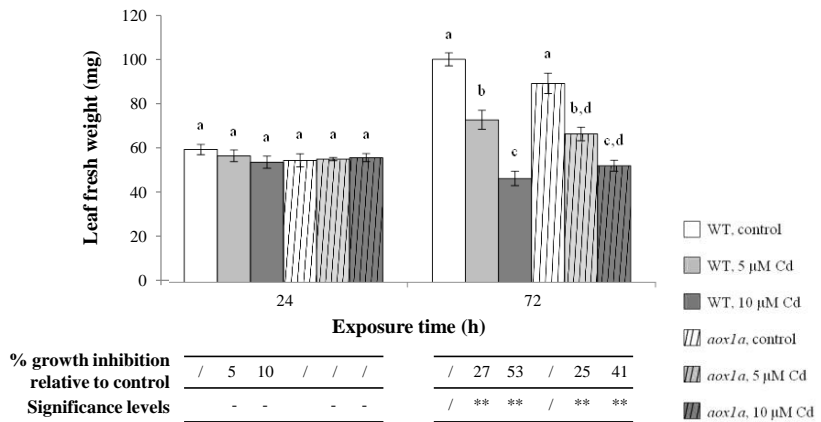 120
100
80
60
40
20
0
Leaf fresh weight (mg)
a a a a a a
a b c a b,d c,d
24 72
Exposure time (h)
WT, control
WT, 5 µM Cd
WT, 10 µM Cd
aox1a, control
aox1a, 5 µM Cd
aox1a, 10 µM Cd
% growth inhibition
relative to control
/ 5 10 / / / / 27 53 / 25 41
Significance levels
- - - - / ** ** / ** **